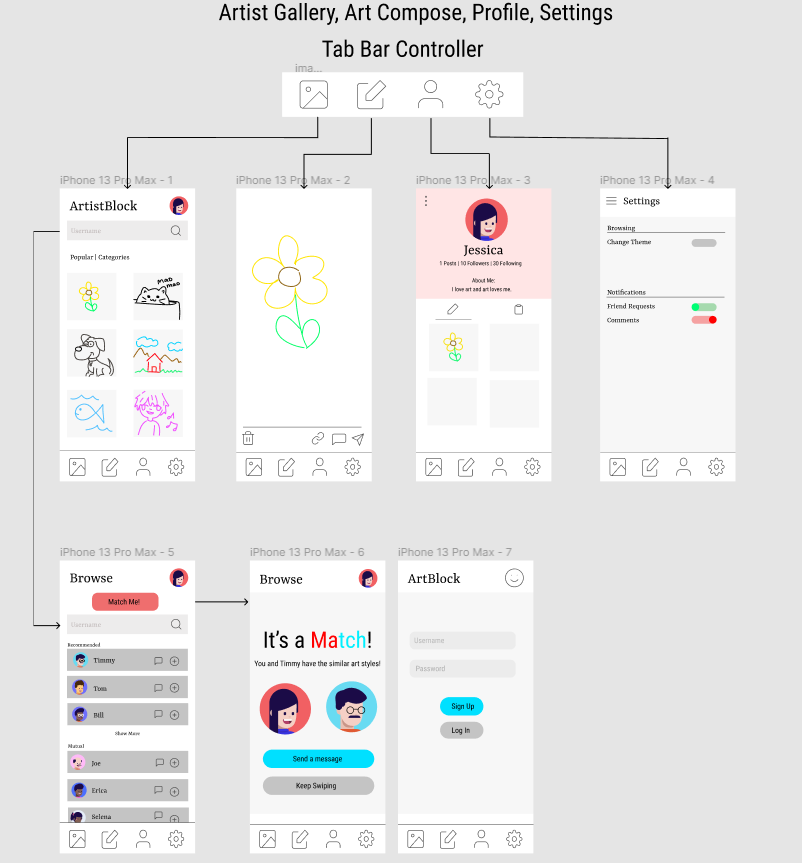 Artist Gallery, Art Compose, Profile, Settings
Tab Bar Controller
ima...
iPhone 13 Pro Max - 1
ArtistBlock
Username
Popular | Categories
mao mao
iPhone 13 Pro Max - 2
iPhone 13 Pro Max - 3
Jessica
1 Posts | 10 Followers | 30 Following
About Me:
I love art and art loves me.
iPhone 13 Pro Max - 4
Settings
Browsing
Change Theme
Notifications
Friend Requests
Comments
iPhone 13 Pro Max - 5
Browse
Match Me!
Username
Recommended
Timmy
Tom
Bill
Show More
Mutual
Joe
Erica
Selena
iPhone 13 Pro Max - 6
Browse
It's a Match!
You and Timmy have the similar art styles!
Send a message
Keep Swiping
iPhone 13 Pro Max - 7
ArtBlock
Username
Password
Sign Up
Log In